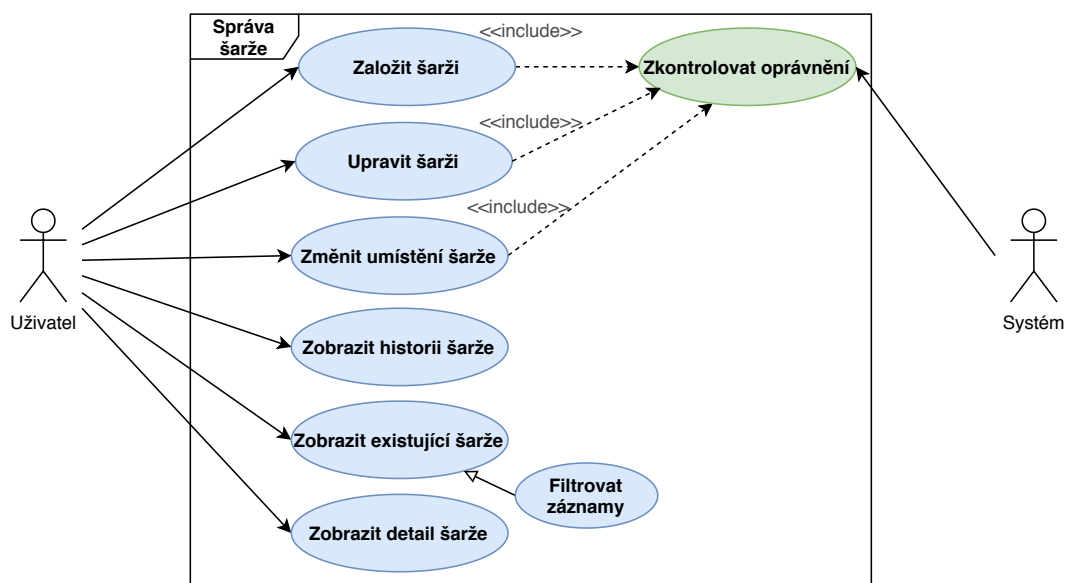 Správa
šarže
<<include>>
Založit šarži
Zkontrolovat oprávnění
<<include>>
Upravit šarži
<<include>>
Změnit umístění šarže
Uživatel
Systém
Zobrazit historii šarže
Zobrazit existující šarže
Filtrovat
záznamy
Zobrazit detail šarže